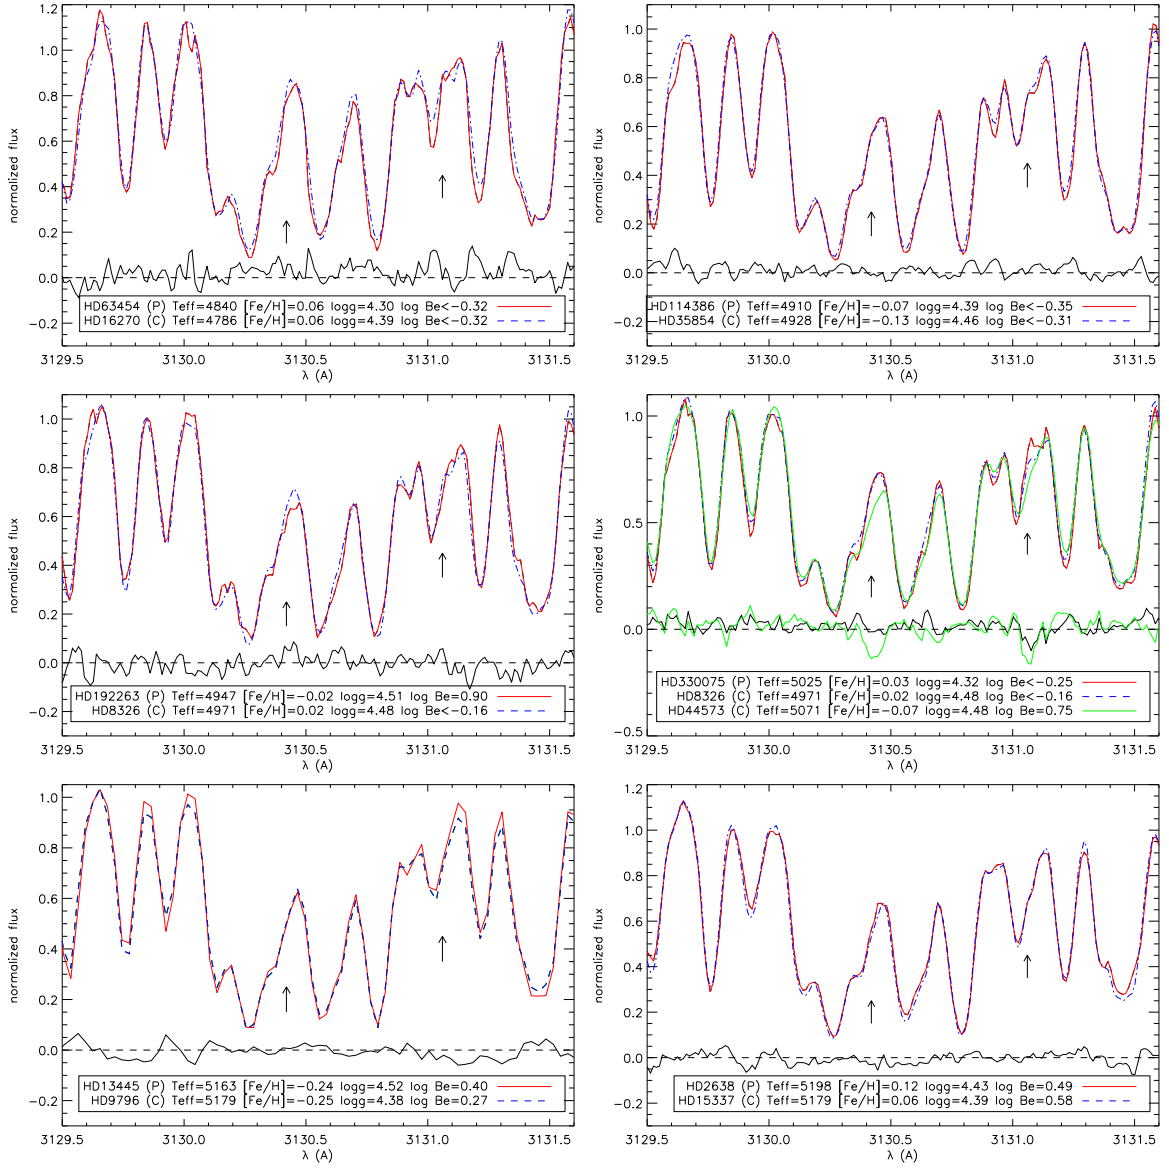 1.2
1.0
0.8
0.6
0.4
0.2
0.0
−0.2
normalized flux
HD63454 (P) Teff=4840 [Fe/H]=0.06 logg=4.30 log Be<−0.32
HD16270 (C) Teff=4786 [Fe/H]=0.06 logg=4.39 log Be<−0.32
3129.5 3130.0 3130.5 3131.0 3131.5
λ (A)
1.0
0.8
0.6
0.4
0.2
0.0
−0.2
normalized flux
HD114386 (P) Teff=4910 [Fe/H]=−0.07 logg=4.39 log Be<−0.35
HD35854 (C) Teff=4928 [Fe/H]=−0.13 logg=4.46 log Be<−0.31
3129.5 3130.0 3130.5 3131.0 3131.5
λ (A)
1.0
0.8
0.6
0.4
0.2
0.0
−0.2
normalized flux
HD192263 (P) Teff=4947 [Fe/H]=−0.02 logg=4.51 log Be=0.90
HD8326 (C) Teff=4971 [Fe/H]=0.02 logg=4.48 log Be<−0.16
3129.5 3130.0 3130.5 3131.0 3131.5
λ (A)
1.0
0.5
0.0
−0.5
normalized flux
HD330075 (P) Teff=5025 [Fe/H]=0.03 logg=4.32 log Be<−0.25
HD8326 (C) Teff=4971 [Fe/H]=0.02 logg=4.48 log Be<−0.16
HD44573 (C) Teff=5071 [Fe/H]=−0.07 logg=4.48 log Be=0.75
3129.5 3130.0 3130.5 3131.0 3131.5
λ (A)
1.0
0.8
0.6
0.4
0.2
0.0
−0.2
normalized flux
HD13445 (P) Teff=5163 [Fe/H]=−0.24 logg=4.52 log Be=0.40
HD9796 (C) Teff=5179 [Fe/H]=−0.25 logg=4.38 log Be=0.27
3129.5 3130.0 3130.5 3131.0 3131.5
λ (A)
1.2
1.0
0.8
0.6
0.4
0.2
0.0
−0.2
normalized flux
HD2638 (P) Teff=5198 [Fe/H]=0.12 logg=4.43 log Be=0.49
HD15337 (C) Teff=5179 [Fe/H]=0.06 logg=4.39 log Be=0.58
3129.5 3130.0 3130.5 3131.0 3131.5
λ (A)